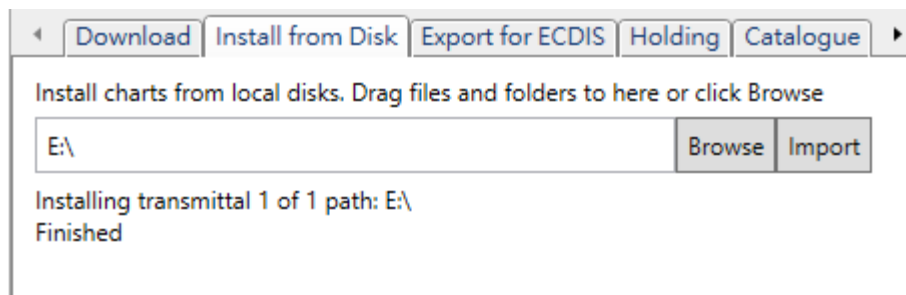 Download Install from Disk Export for ECDIS Holding Catalogue
Install charts from local disks. Drag files and folders to here or click Browse
E:\ Browse Import
Installing transmittal 1 of 1 path: E:\
Finished